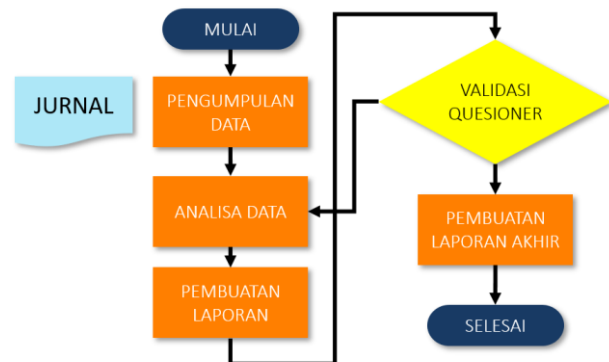 MULAI
JURNAL
PENGUMPULAN
DATA
ANALISA DATA
PEMBUATAN
LAPORAN
VALIDASI
QUESIONER
PEMBUATAN
LAPORAN AKHIR
SELESAI